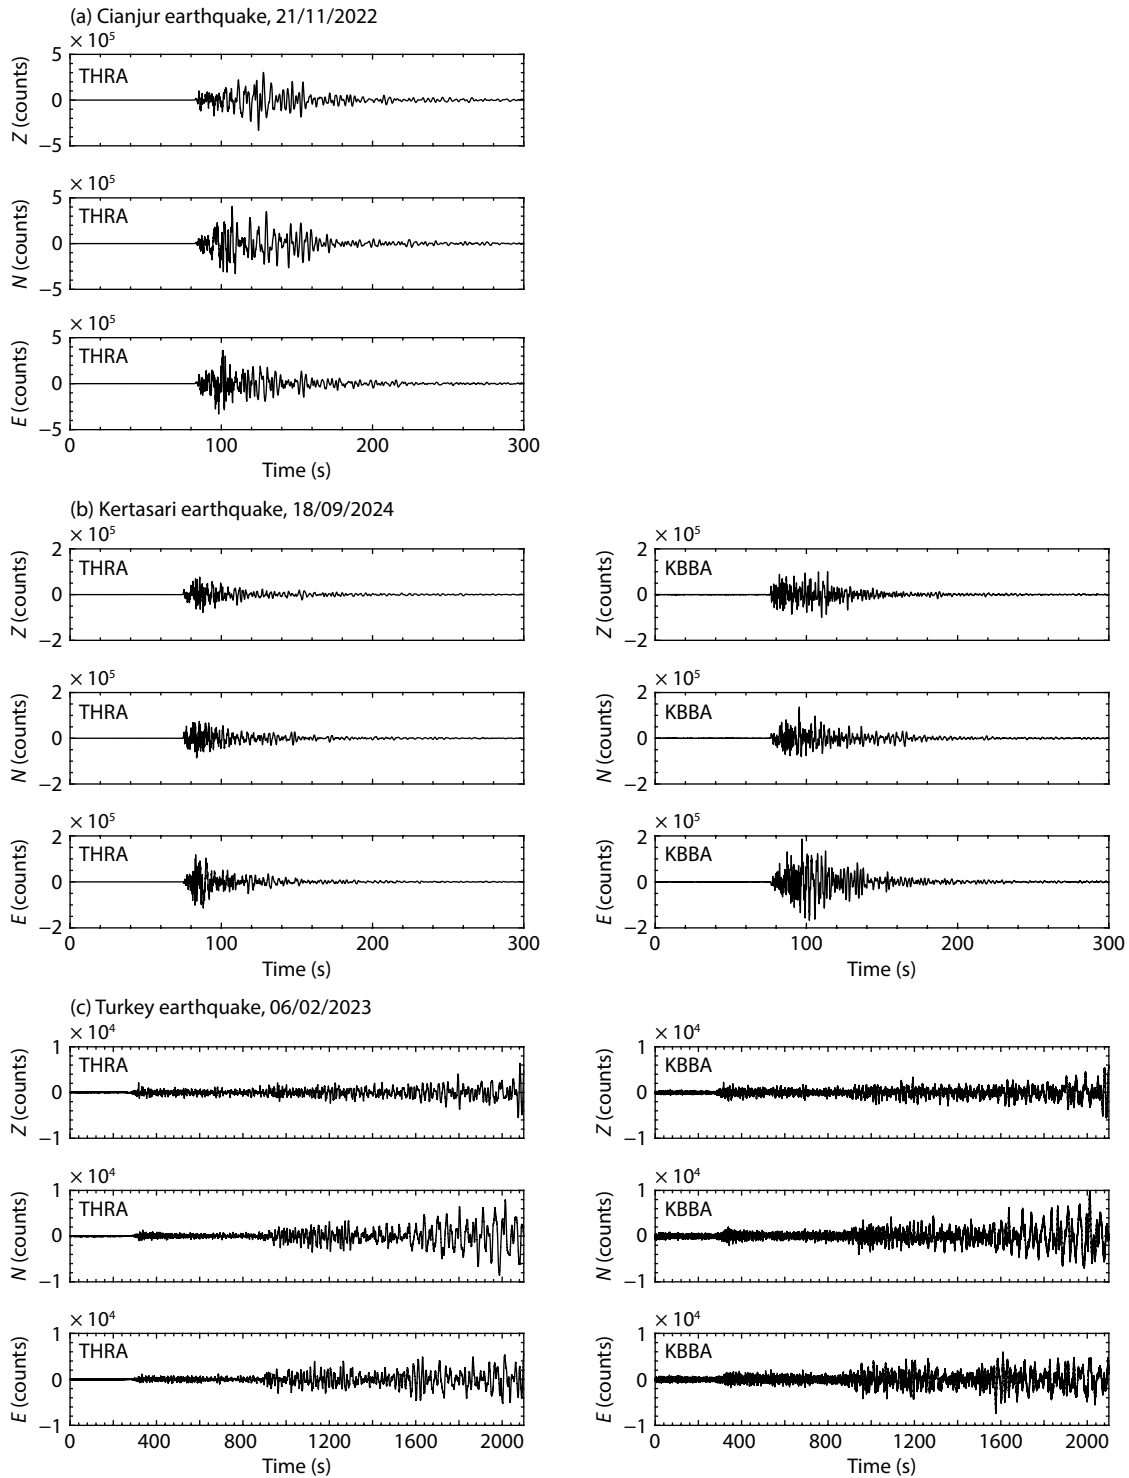 (a) Cianjur earthquake, 21/11/2022
× 10⁵
5
0
−5
Z (counts)
THRA
× 10⁵
5
0
−5
N (counts)
THRA
× 10⁵
5
0
−5
E (counts)
THRA
0 100 200 300
Time (s)
(b) Kertasari earthquake, 18/09/2024
× 10⁵
2
0
−2
Z (counts)
THRA
× 10⁵
2
0
−2
Z (counts)
KBBA
× 10⁵
2
0
−2
N (counts)
THRA
× 10⁵
2
0
−2
N (counts)
KBBA
× 10⁵
2
0
−2
E (counts)
THRA
0 100 200 300
Time (s)
× 10⁵
2
0
−2
E (counts)
KBBA
0 100 200 300
Time (s)
(c) Turkey earthquake, 06/02/2023
× 10⁴
1
0
−1
Z (counts)
THRA
× 10⁴
1
0
−1
Z (counts)
KBBA
× 10⁴
1
0
−1
N (counts)
THRA
× 10⁴
1
0
−1
N (counts)
KBBA
× 10⁴
1
0
−1
E (counts)
THRA
0 400 800 1200 1600 2000
Time (s)
× 10⁴
1
0
−1
E (counts)
KBBA
0 400 800 1200 1600 2000
Time (s)